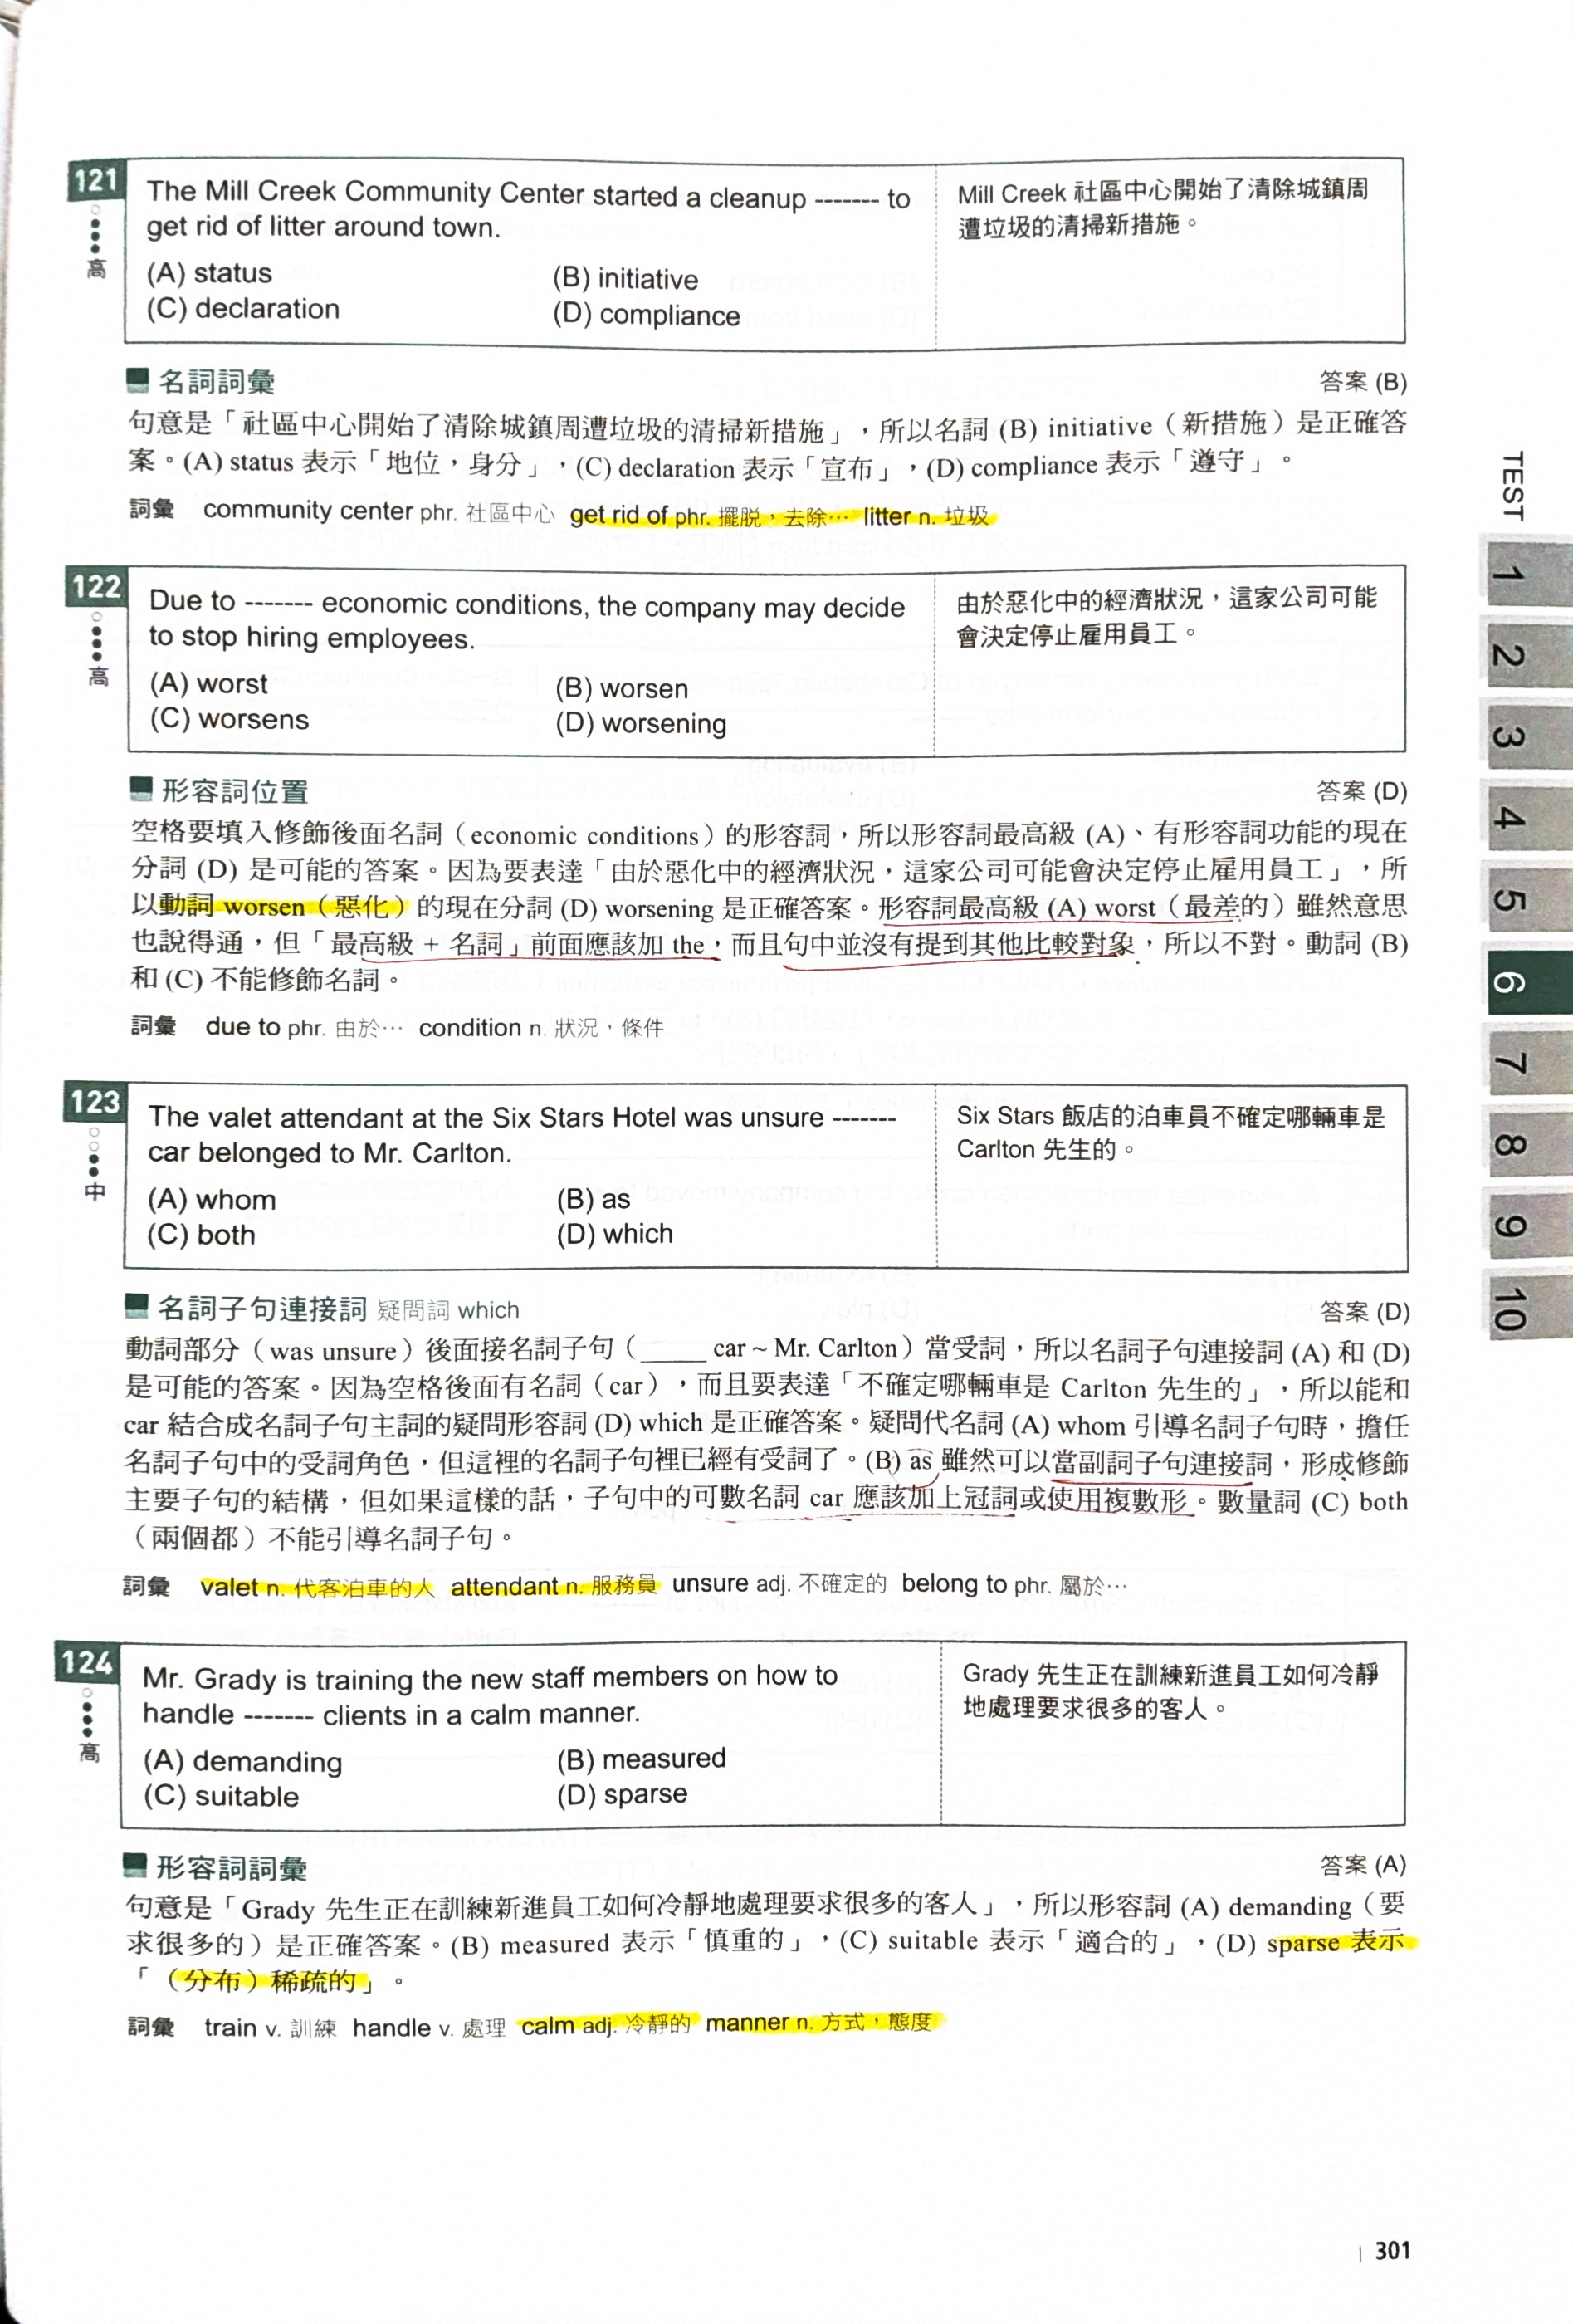 121
The Mill Creek Community Center started a cleanup ------- to
get rid of litter around town.
(A) status (B) initiative
(C) declaration (D) compliance
高
Mill Creek 社區中心開始了清除城鎮周
遭垃圾的清掃新措施。
名詞詞彙 答案 (B)
句意是「社區中心開始了清除城鎮周遭垃圾的清掃新措施」，所以名詞 (B) initiative（新措施）是正確答
案。(A) status 表示「地位，身分」，(C) declaration 表示「宣布」，(D) compliance 表示「遵守」。
詞彙 community center phr. 社區中心 get rid of phr. 擺脫，去除… litter n. 垃圾
122
Due to ------- economic conditions, the company may decide
to stop hiring employees.
(A) worst (B) worsen
(C) worsens (D) worsening
高
由於惡化中的經濟狀況，這家公司可能
會決定停止雇用員工。
形容詞位置 答案 (D)
空格要填入修飾後面名詞（economic conditions）的形容詞，所以形容詞最高級 (A)、有形容詞功能的現在
分詞 (D) 是可能的答案。因為要表達「由於惡化中的經濟狀況，這家公司可能會決定停止雇用員工」，所
以動詞 worsen（惡化）的現在分詞 (D) worsening 是正確答案。形容詞最高級 (A) worst（最差的）雖然意思
也說得通，但「最高級 + 名詞」前面應該加 the，而且句中並沒有提到其他比較對象，所以不對。動詞 (B)
和 (C) 不能修飾名詞。
詞彙 due to phr. 由於… condition n. 狀況，條件
123
The valet attendant at the Six Stars Hotel was unsure -------
car belonged to Mr. Carlton.
(A) whom (B) as
(C) both (D) which
中
Six Stars 飯店的泊車員不確定哪輛車是
Carlton 先生的。
名詞子句連接詞 疑問詞 which 答案 (D)
動詞部分（was unsure）後面接名詞子句（_____ car ~ Mr. Carlton）當受詞，所以名詞子句連接詞 (A) 和 (D)
是可能的答案。因為空格後面有名詞（car），而且要表達「不確定哪輛車是 Carlton 先生的」，所以能和
car 結合成名詞子句主詞的疑問形容詞 (D) which 是正確答案。疑問代名詞 (A) whom 引導名詞子句時，擔任
名詞子句中的受詞角色，但這裡的名詞子句裡已經有受詞了。(B) as 雖然可以當副詞子句連接詞，形成修飾
主要子句的結構，但如果這樣的話，子句中的可數名詞 car 應該加上冠詞或使用複數形。數量詞 (C) both
（兩個都）不能引導名詞子句。
詞彙 valet n. 代客泊車的人 attendant n. 服務員 unsure adj. 不確定的 belong to phr. 屬於…
124
Mr. Grady is training the new staff members on how to
handle ------- clients in a calm manner.
(A) demanding (B) measured
(C) suitable (D) sparse
高
Grady 先生正在訓練新進員工如何冷靜
地處理要求很多的客人。
形容詞詞彙 答案 (A)
句意是「Grady 先生正在訓練新進員工如何冷靜地處理要求很多的客人」，所以形容詞 (A) demanding（要
求很多的）是正確答案。(B) measured 表示「慎重的」，(C) suitable 表示「適合的」，(D) sparse 表示
「（分布）稀疏的」。
詞彙 train v. 訓練 handle v. 處理 calm adj. 冷靜的 manner n. 方式，態度
TEST
1
2
3
4
5
6
7
8
9
10
301